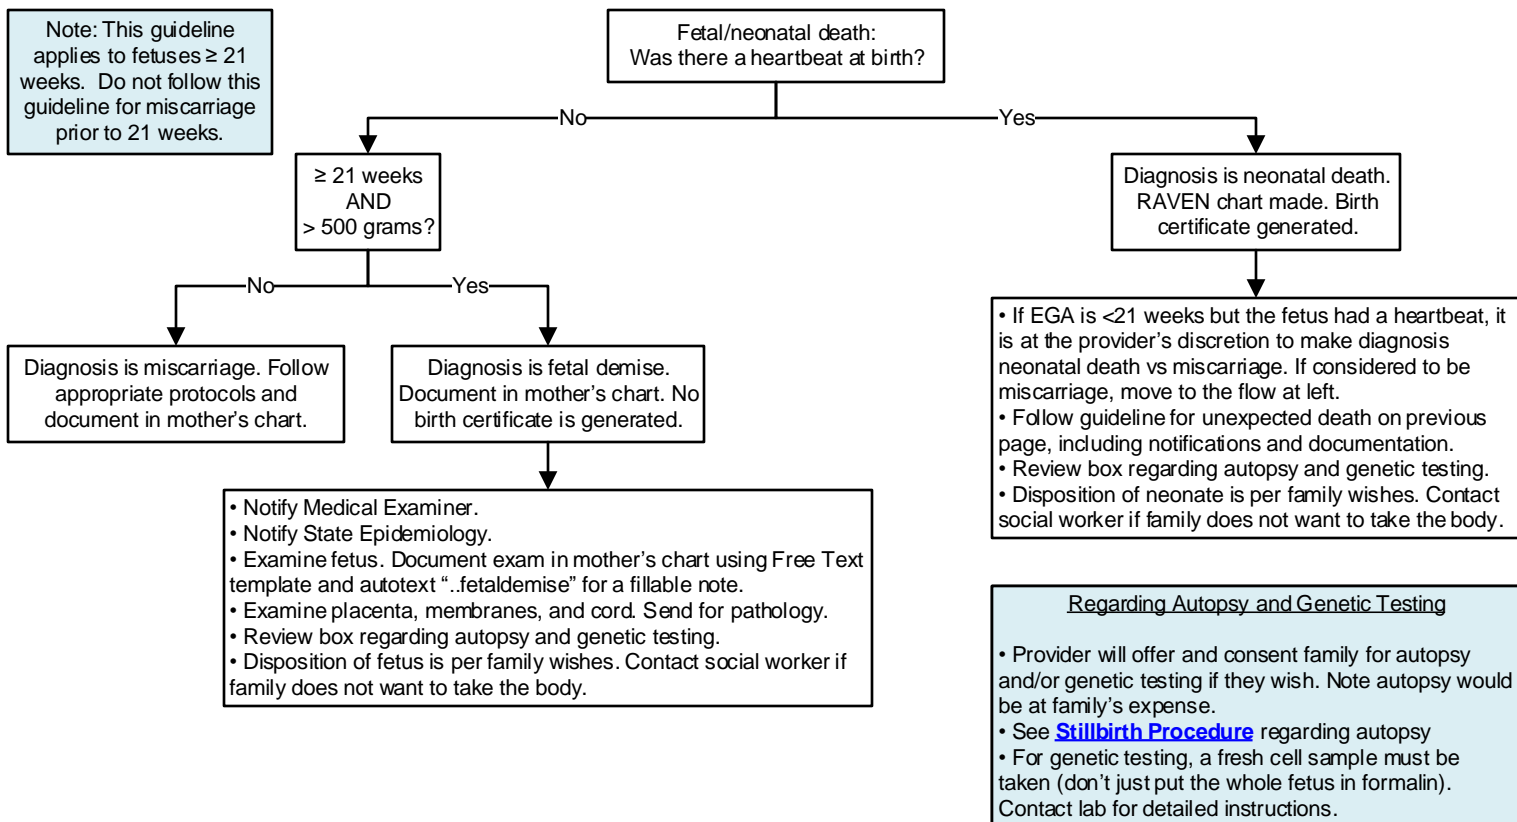 Note: This guideline
applies to fetuses ≥ 21
weeks. Do not follow this
guideline for miscarriage
prior to 21 weeks.
Fetal/neonatal death:
Was there a heartbeat at birth?
No
Yes
≥ 21 weeks
AND
> 500 grams?
Diagnosis is neonatal death.
RAVEN chart made. Birth
certificate generated.
No
Yes
Diagnosis is miscarriage. Follow
appropriate protocols and
document in mother's chart.
Diagnosis is fetal demise.
Document in mother's chart. No
birth certificate is generated.
• If EGA is <21 weeks but the fetus had a heartbeat, it
is at the provider's discretion to make diagnosis
neonatal death vs miscarriage. If considered to be
miscarriage, move to the flow at left.
• Follow guideline for unexpected death on previous
page, including notifications and documentation.
• Review box regarding autopsy and genetic testing.
• Disposition of neonate is per family wishes. Contact
social worker if family does not want to take the body.
• Notify Medical Examiner.
• Notify State Epidemiology.
• Examine fetus. Document exam in mother's chart using Free Text
template and autotext “..fetaldemise” for a fillable note.
• Examine placenta, membranes, and cord. Send for pathology.
• Review box regarding autopsy and genetic testing.
• Disposition of fetus is per family wishes. Contact social worker if
family does not want to take the body.
Regarding Autopsy and Genetic Testing
• Provider will offer and consent family for autopsy
and/or genetic testing if they wish. Note autopsy would
be at family's expense.
• See Stillbirth Procedure regarding autopsy
• For genetic testing, a fresh cell sample must be
taken (don't just put the whole fetus in formalin).
Contact lab for detailed instructions.